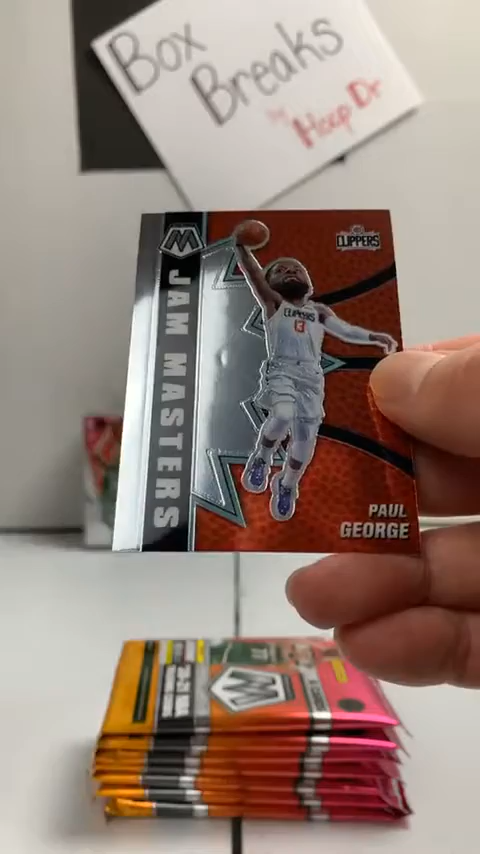 Box
Breaks
by
Hoop Dr
CLIPPERS
JAM MASTERS
CLIPPERS
13
PAUL
GEORGE